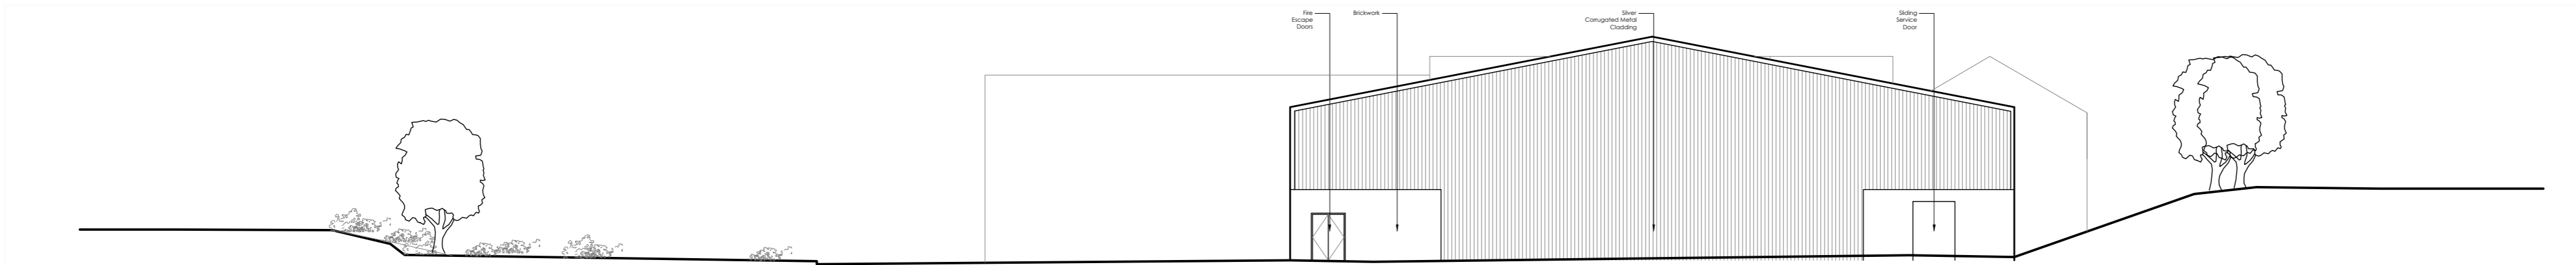 Fire
Escape
Doors
Brickwork
Silver
Corrugated Metal
Cladding
Sliding
Service
Door